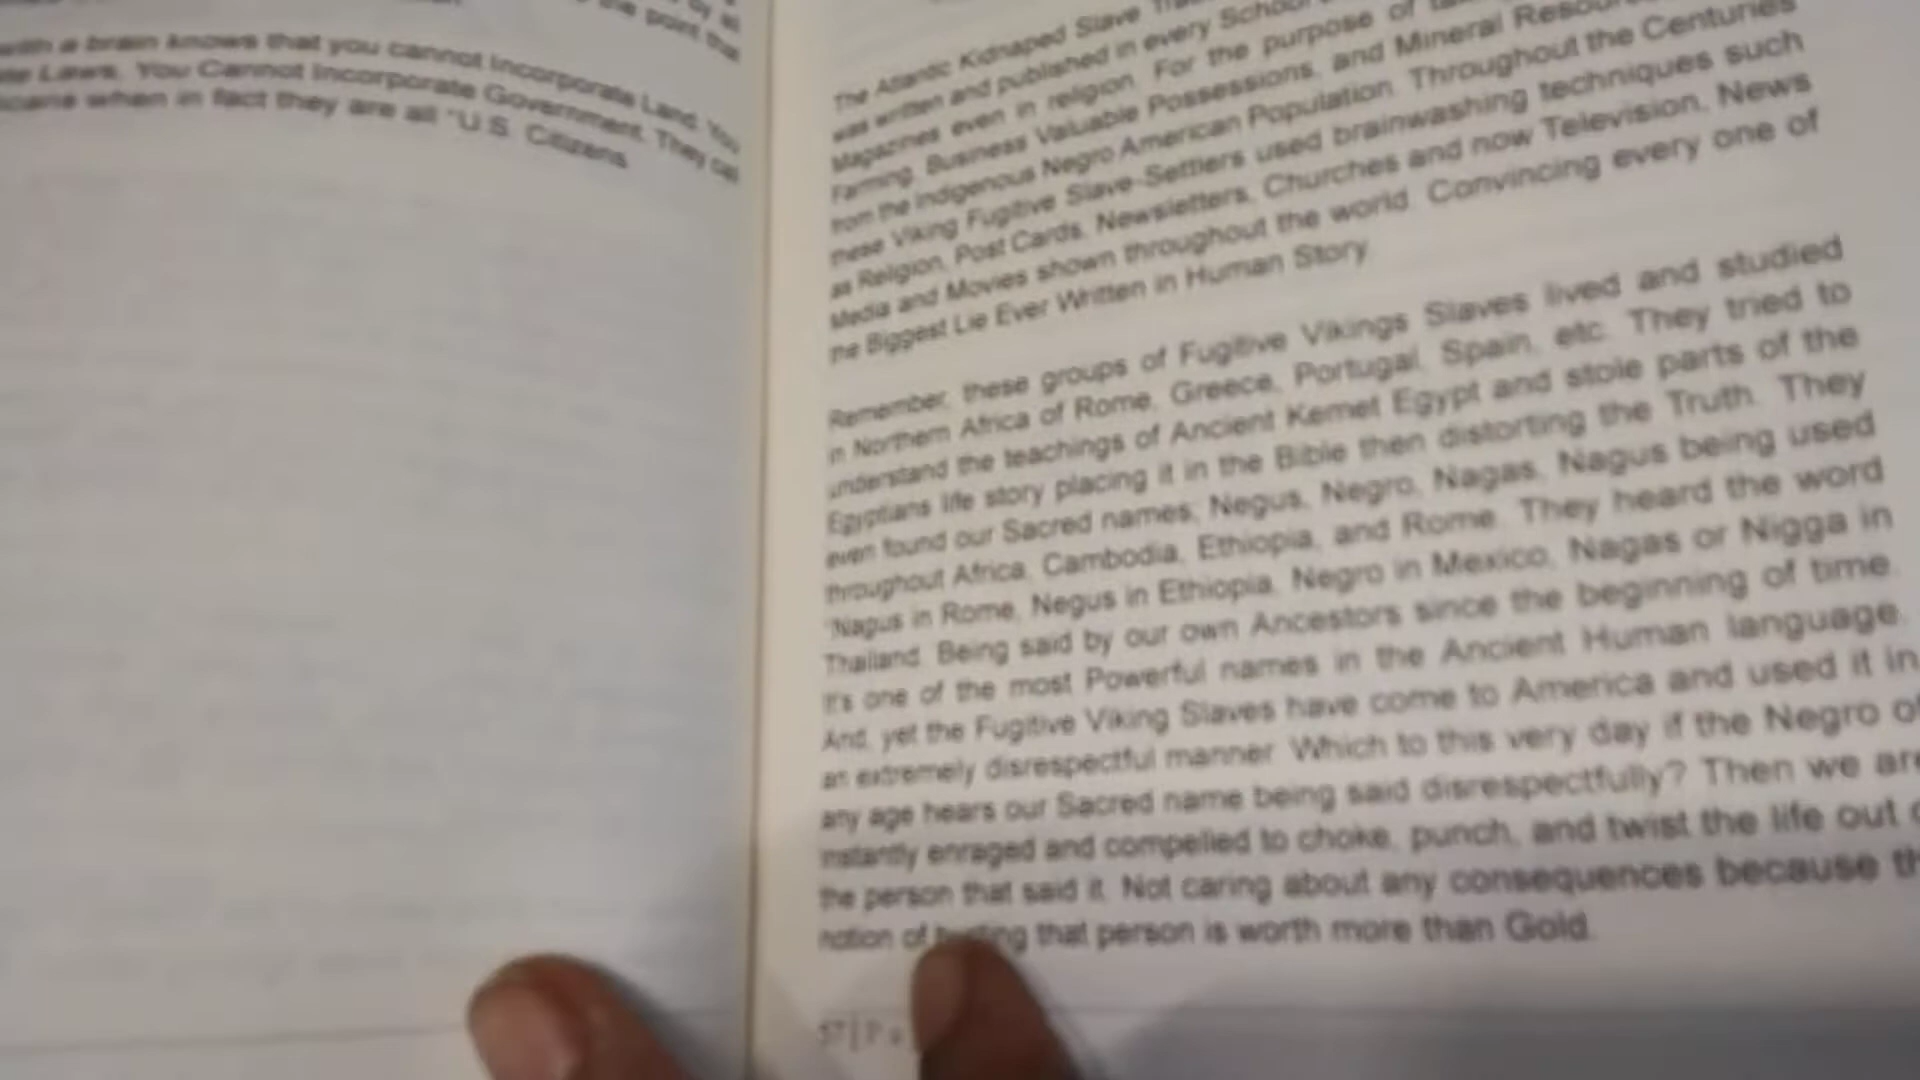 by all
the point that
with a brain knows that you cannot Incorporate Land. You
Laws. You Cannot Incorporate Government. They call
when in fact they are all "U.S. Citizens
The Atlantic Kidnaped Slave
was written and published in every School
Magazines even in religion. For the purpose of
Farming, Business Valuable Possessions, and Mineral
from the Indigenous Negro American Population. Throughout the Centuries
these Viking Fugitive Slave-Settlers used brainwashing techniques such
as Religion, Post Cards, Newsletters, Churches and now Television, News
Media and Movies shown throughout the world. Convincing every one of
the Biggest Lie Ever Written in Human Story
Remember, these groups of Fugitive Vikings Slaves lived and studied
in Northern Africa of Rome, Greece, Portugal, Spain, etc. They tried to
understand the teachings of Ancient Kemet Egypt and stole parts of the
Egyptians life story placing it in the Bible then distorting the Truth. They
even found our Sacred names; Negus, Negro, Nagas, Nagus being used
throughout Africa, Cambodia, Ethiopia, and Rome. They heard the word
"Nagus in Rome, Negus in Ethiopia, Negro in Mexico, Nagas or Nigga in
Thailand. Being said by our own Ancestors since the beginning of time.
It's one of the most Powerful names in the Ancient Human language.
And, yet the Fugitive Viking Slaves have come to America and used it in
an extremely disrespectful manner. Which to this very day if the Negro of
any age hears our Sacred name being said disrespectfully? Then we are
instantly enraged and compelled to choke, punch, and twist the life out
the person that said it. Not caring about any consequences because
notion of that person is worth more than Gold.
57|P a